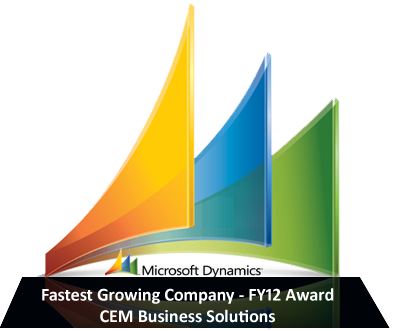 Microsoft Dynamics
Fastest Growing Company - FY12 Award
CEM Business Solutions